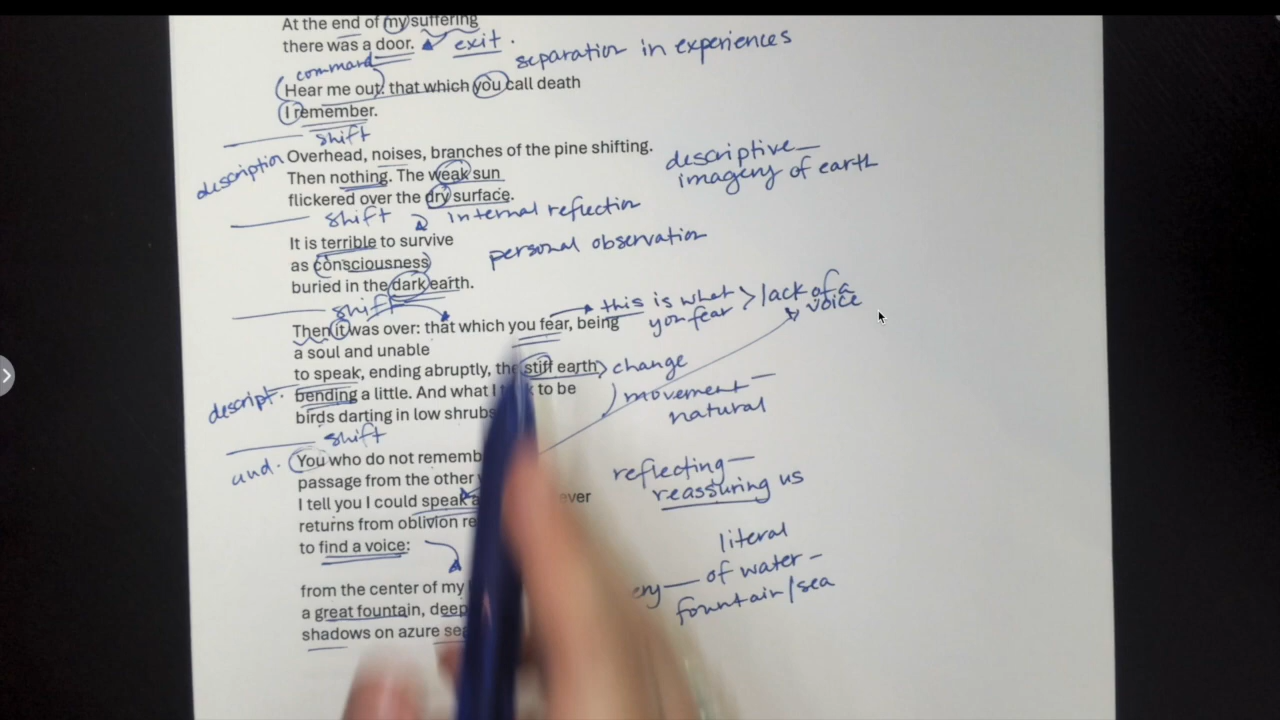 At the end of my suffering
there was a door. exit.
separation in experiences
command
Hear me out: that which you call death
I remember.
shift
description Overhead, noises, branches of the pine shifting.
Then nothing. The weak sun
flickered over the dry surface.
descriptive—
imagery of earth
shift internal reflection
It is terrible to survive
as consciousness
buried in the dark earth.
personal observation
shift
this is what
you fear > lack of a
voice
Then it was over: that which you fear, being
a soul and unable
to speak, ending abruptly, the stiff earth change
descript. bending a little. And what I to be
birds darting in low shrubs
movement—
natural
shift
aud. You who do not rememb
passage from the other
I tell you I could speak a ever
returns from oblivion re
to find a voice:
reflecting—
reassuring us
from the center of my
a great fountain, deep
shadows on azure sea
literal
ery— of water—
fountain/sea